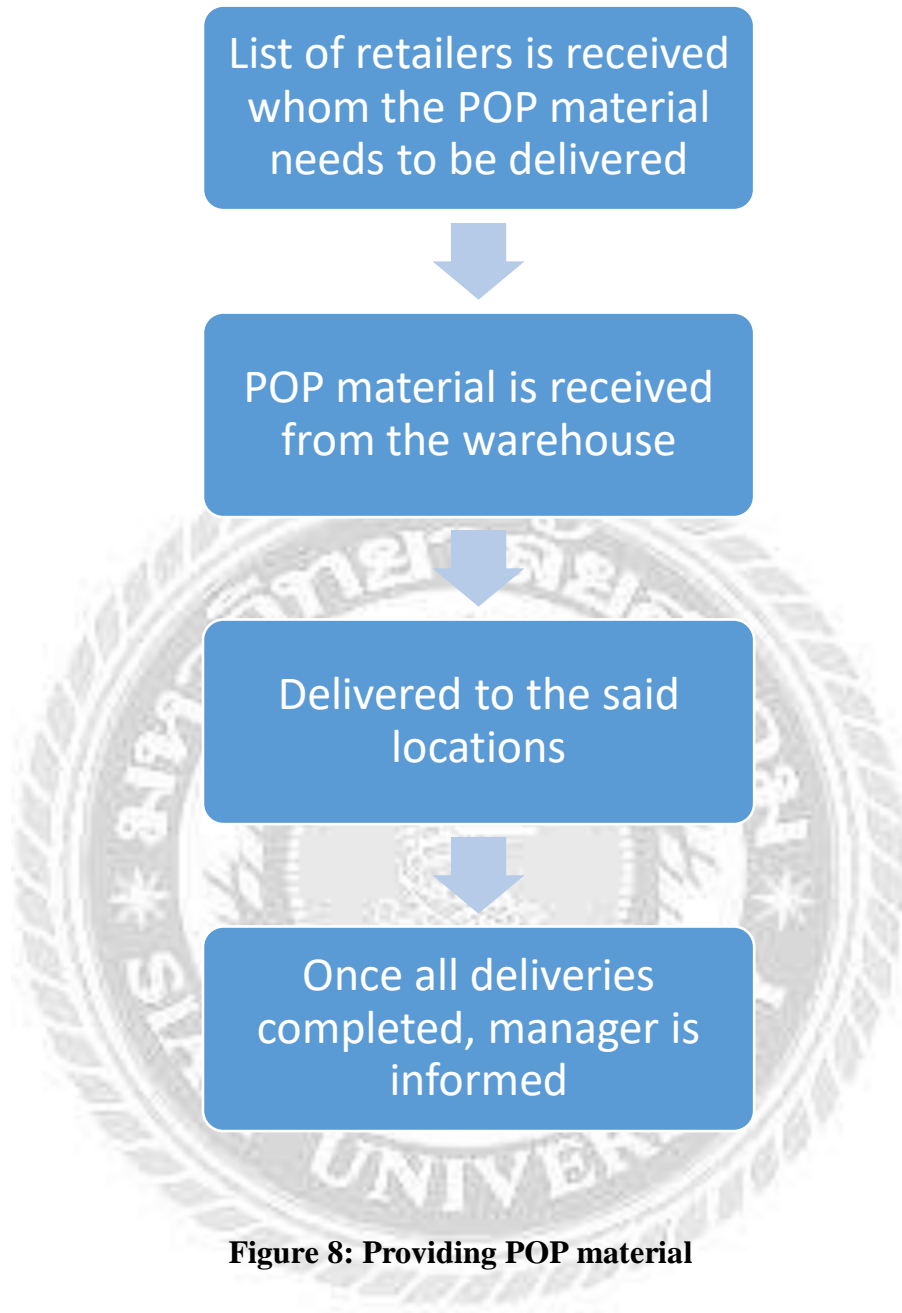 List of retailers is received
whom the POP material
needs to be delivered
POP material is received
from the warehouse
Delivered to the said
locations
Once all deliveries
completed, manager is
informed
UNIVER
Figure 8: Providing POP material